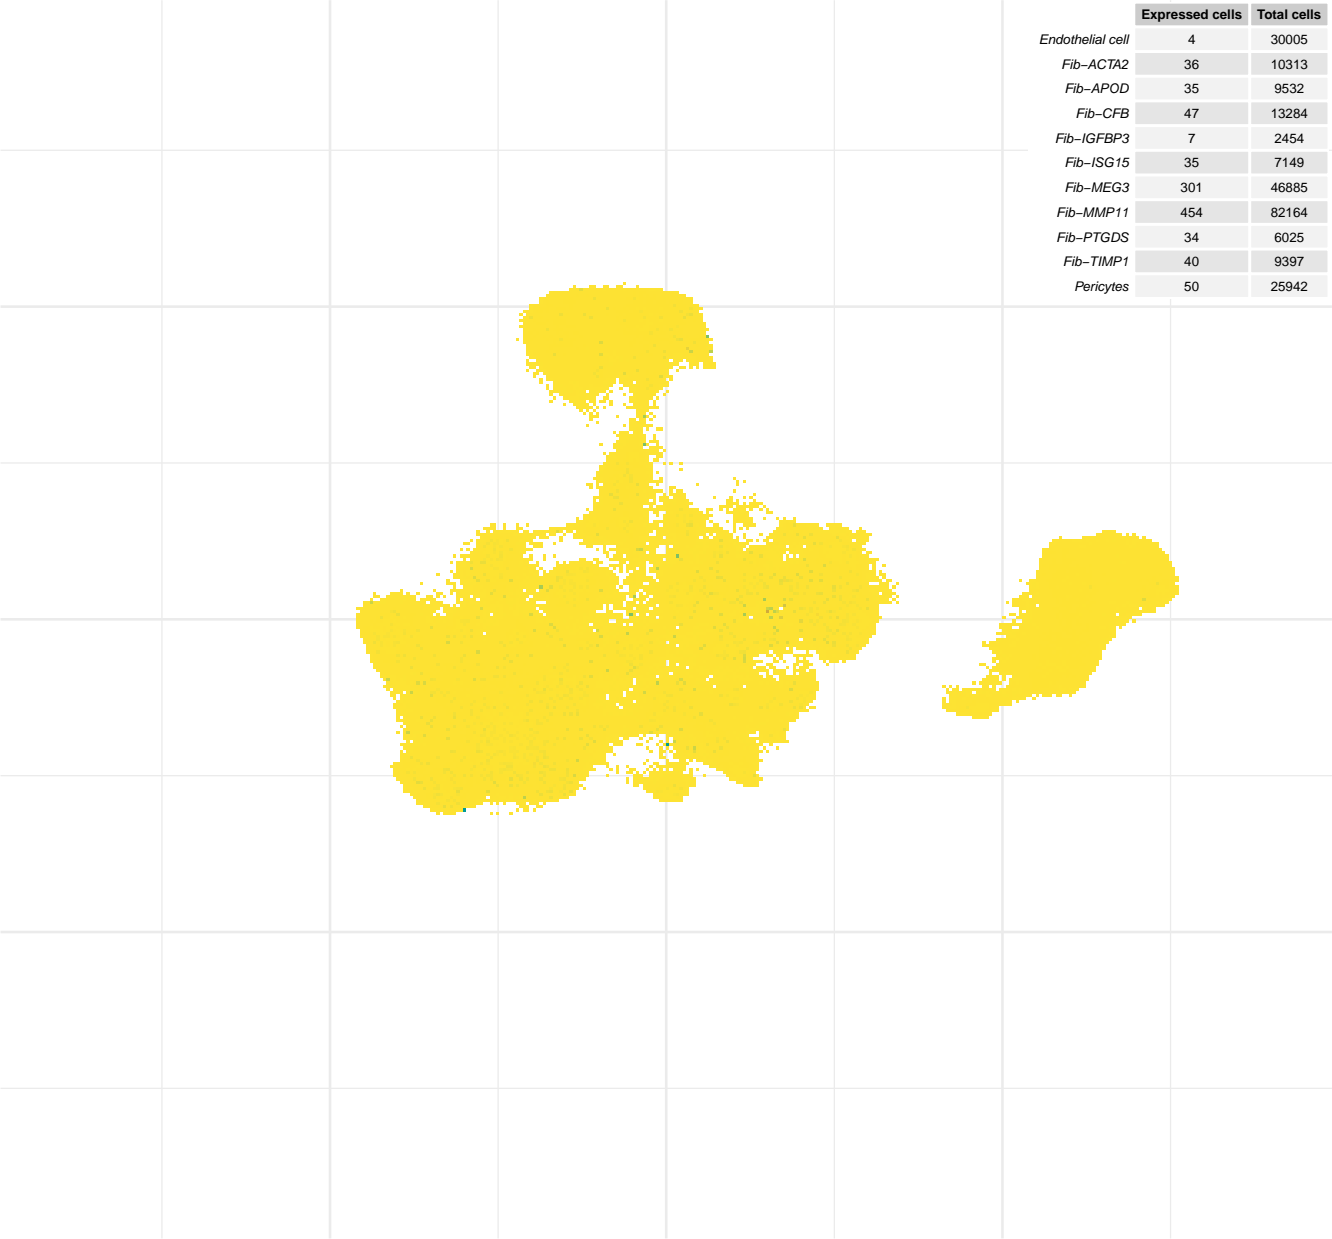 Expressed cells Total cells
Endothelial cell 4 30005
Fib−ACTA2 36 10313
Fib−APOD 35 9532
Fib−CFB 47 13284
Fib−IGFBP3 7 2454
Fib−ISG15 35 7149
Fib−MEG3 301 46885
Fib−MMP11 454 82164
Fib−PTGDS 34 6025
Fib−TIMP1 40 9397
Pericytes 50 25942